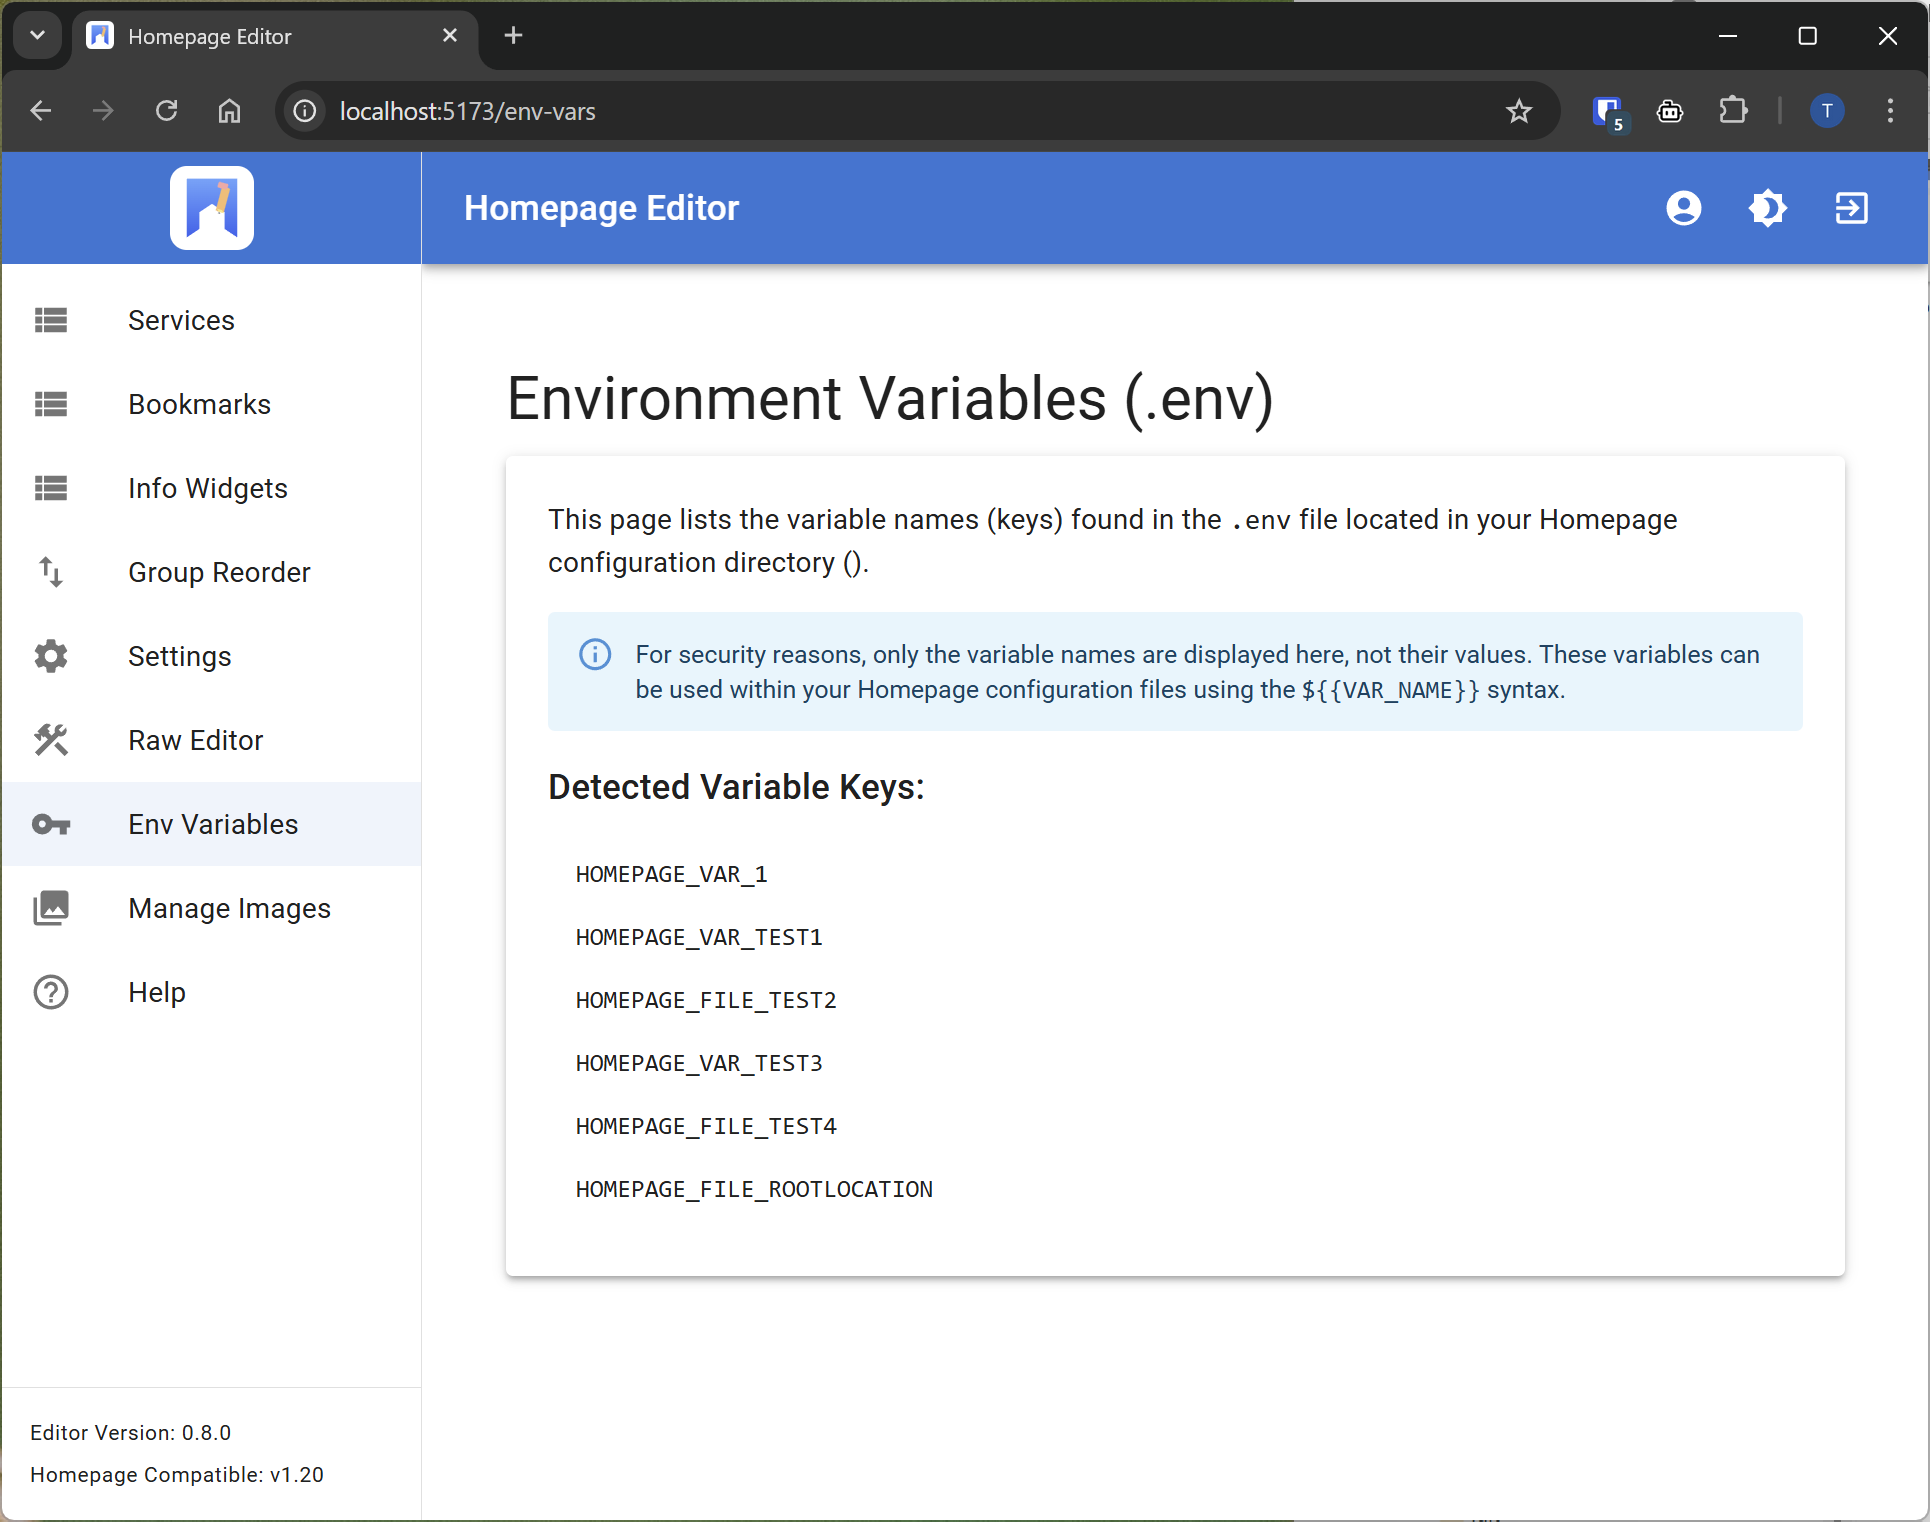 Homepage Editor
localhost:5173/env-vars
5
T
Homepage Editor
Services
Bookmarks
Info Widgets
Group Reorder
Settings
Raw Editor
Env Variables
Manage Images
Help
Editor Version: 0.8.0
Homepage Compatible: v1.20
Environment Variables (.env)
This page lists the variable names (keys) found in the .env file located in your Homepage
configuration directory ().
For security reasons, only the variable names are displayed here, not their values. These variables can
be used within your Homepage configuration files using the ${{VAR_NAME}} syntax.
Detected Variable Keys:
HOMEPAGE_VAR_1
HOMEPAGE_VAR_TEST1
HOMEPAGE_FILE_TEST2
HOMEPAGE_VAR_TEST3
HOMEPAGE_FILE_TEST4
HOMEPAGE_FILE_ROOTLOCATION